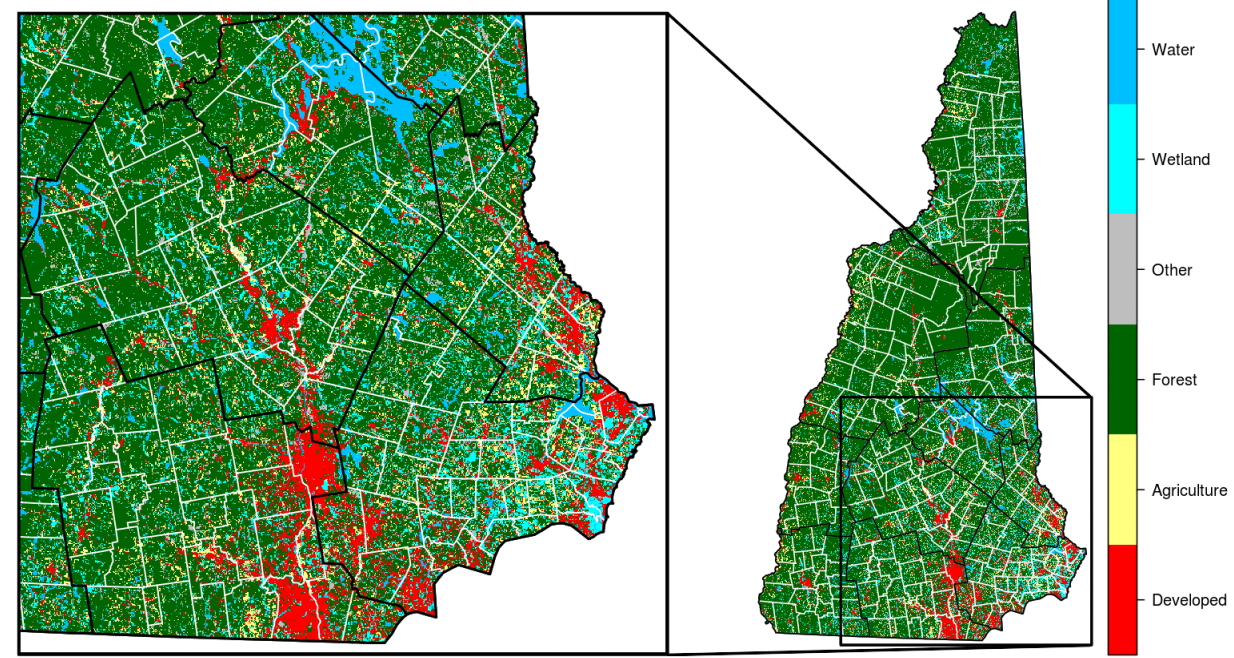 Water
Wetland
Other
Forest
Agriculture
Developed